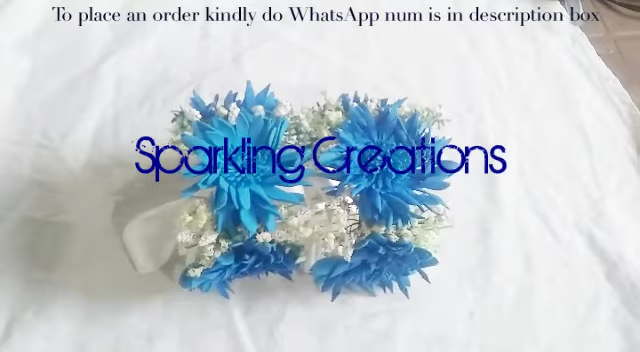 To place an order kindly do WhatsApp num is in description box
Sparkling Creations